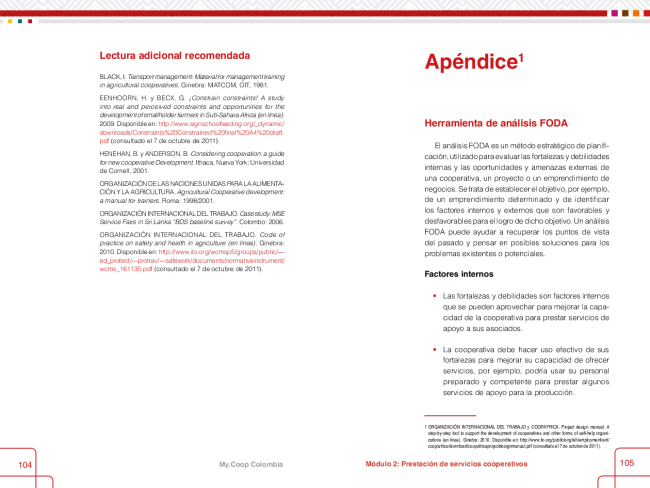 Lectura adicional recomendada
BLACK, I. Transport management. Material for management training
in agricultural cooperatives. Ginebra: MATCOM, OIT, 1981.
EENHOORN, H. y BECX, G. ¡Constrain constraints! A study
into real and perceived constraints and opportunities for the
development of smallholder farmers in Sub-Sahara Africa (en línea).
2009. Disponible en: http://www.signschoolfeeding.org/_dynamic/
downloads/Constraints%20Constrained%20final%20A4%20draft.
pdf (consultado el 7 de octubre de 2011).
HENEHAN, B. y ANDERSON, B. Considering cooperation: a guide
for new cooperative Development. Ithaca, Nueva York: Universidad
de Cornell, 2001.
ORGANIZACIÓN DE LAS NACIONES UNIDAS PARA LA ALIMENTA-
CIÓN Y LA AGRICULTURA. Agricultural Cooperative development:
a manual for trainers. Roma: 1998/2001.
ORGANIZACIÓN INTERNACIONAL DEL TRABAJO. Case study: MSE
Service Fairs in Sri Lanka "BDS baseline survey". Colombo: 2006.
ORGANIZACIÓN INTERNACIONAL DEL TRABAJO. Code of
practice on safety and health in agriculture (en línea). Ginebra:
2010. Disponible en: http://www.ilo.org/wcmsp5/groups/public/---
ed_protect/---protrav/---safework/documents/normativeinstrument/
wcms_161135.pdf (consultado el 7 de octubre de 2011).
104
My.Coop Colombia
Apéndice1
Herramienta de análisis FODA
El análisis FODA es un método estratégico de planifi-
cación, utilizado para evaluar las fortalezas y debilidades
internas y las oportunidades y amenazas externas de
una cooperativa, un proyecto o un emprendimiento de
negocios. Se trata de establecer el objetivo, por ejemplo,
de un emprendimiento determinado y de identificar
los factores internos y externos que son favorables y
desfavorables para el logro de dicho objetivo. Un análisis
FODA puede ayudar a recuperar los puntos de vista
del pasado y pensar en posibles soluciones para los
problemas existentes o potenciales.
Factores internos
• Las fortalezas y debilidades son factores internos
que se pueden aprovechar para mejorar la capa-
cidad de la cooperativa para prestar servicios de
apoyo a sus asociados.
• La cooperativa debe hacer uso efectivo de sus
fortalezas para mejorar su capacidad de ofrecer
servicios, por ejemplo, podría usar su personal
preparado y competente para prestar algunos
servicios de apoyo para la producción.
1 ORGANIZACIÓN INTERNACIONAL DEL TRABAJO y COOPAFRICA. Project design manual: A
step-by-step tool to support the development of cooperatives and other forms of self-help organi-
zations (en línea). Ginebra: 2010. Disponible en: http://www.ilo.org/public/english/employment/ent/
coop/africa/download/coopafricaprojectdesignmanual.pdf (consultado el 7 de octubre de 2011).
Módulo 2: Prestación de servicios cooperativos
105